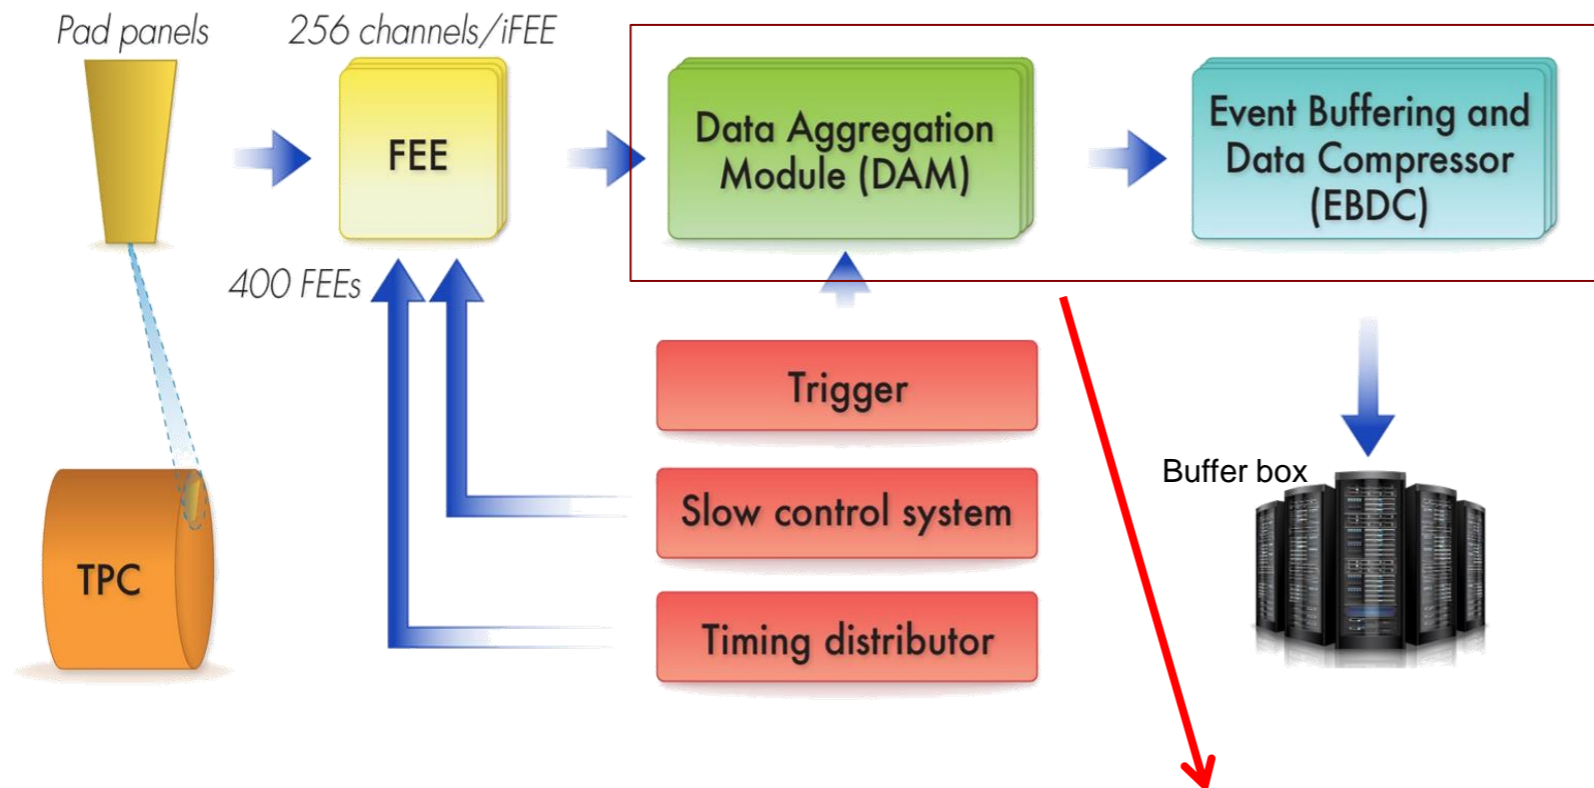 Pad panels
256 channels/iFEE
FEE
Data Aggregation
Module (DAM)
Event Buffering and
Data Compressor
(EBDC)
400 FEEs
Trigger
Buffer box
Slow control system
TPC
Timing distributor